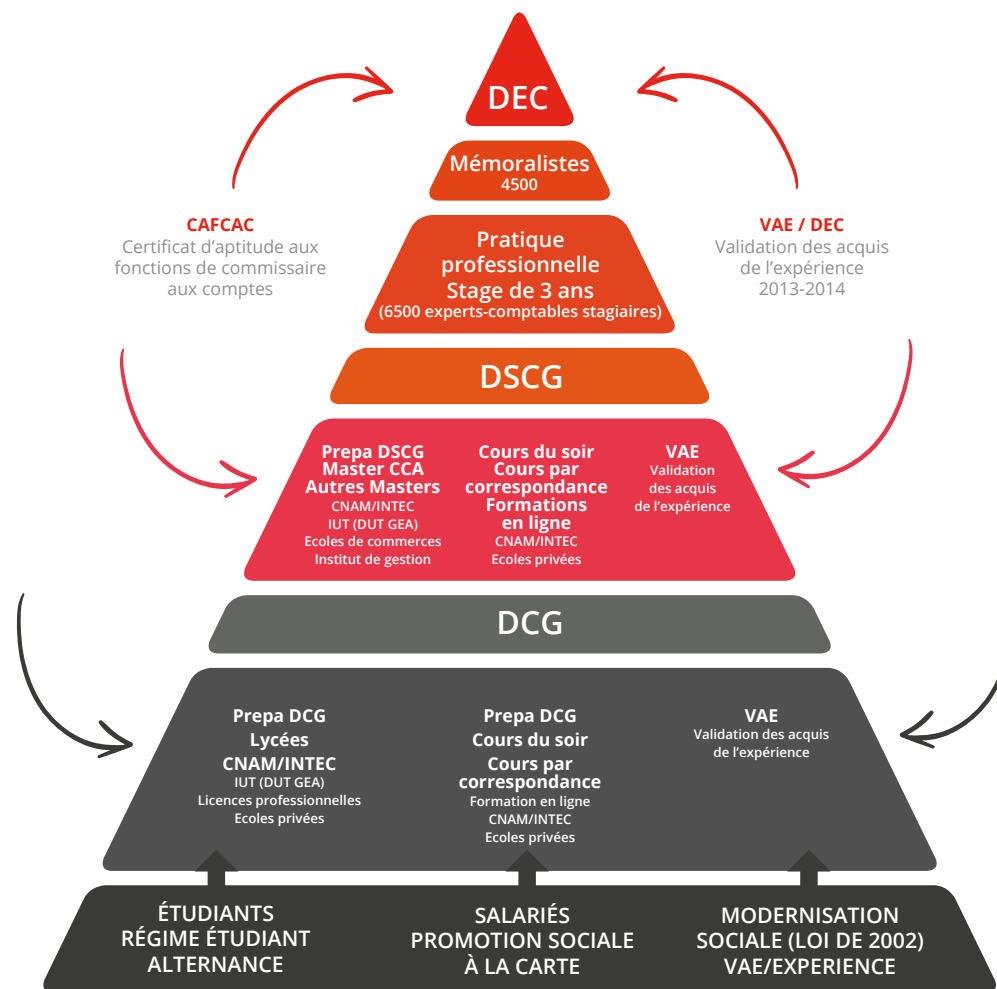 DEC
Mémoralistes
4500
CAFCAC
Certificat d’aptitude aux
fonctions de commissaire
aux comptes
VAE / DEC
Validation des acquis
de l’expérience
2013-2014
Pratique
professionnelle
Stage de 3 ans
(6500 experts-comptables stagiaires)
DSCG
Prepa DSCG
Master CCA
Autres Masters
CNAM/INTEC
IUT (DUT GEA)
Ecoles de commerces
Institut de gestion
Cours du soir
Cours par
correspondance
Formations
en ligne
CNAM/INTEC
Ecoles privées
VAE
Validation
des acquis
de l’expérience
DCG
Prepa DCG
Lycées
CNAM/INTEC
IUT (DUT GEA)
Licences professionnelles
Ecoles privées
Prepa DCG
Cours du soir
Cours par
correspondance
Formation en ligne
CNAM/INTEC
Ecoles privées
VAE
Validation des acquis
de l’expérience
ÉTUDIANTS
RÉGIME ÉTUDIANT
ALTERNANCE
SALARIÉS
PROMOTION SOCIALE
À LA CARTE
MODERNISATION
SOCIALE (LOI DE 2002)
VAE/EXPERIENCE